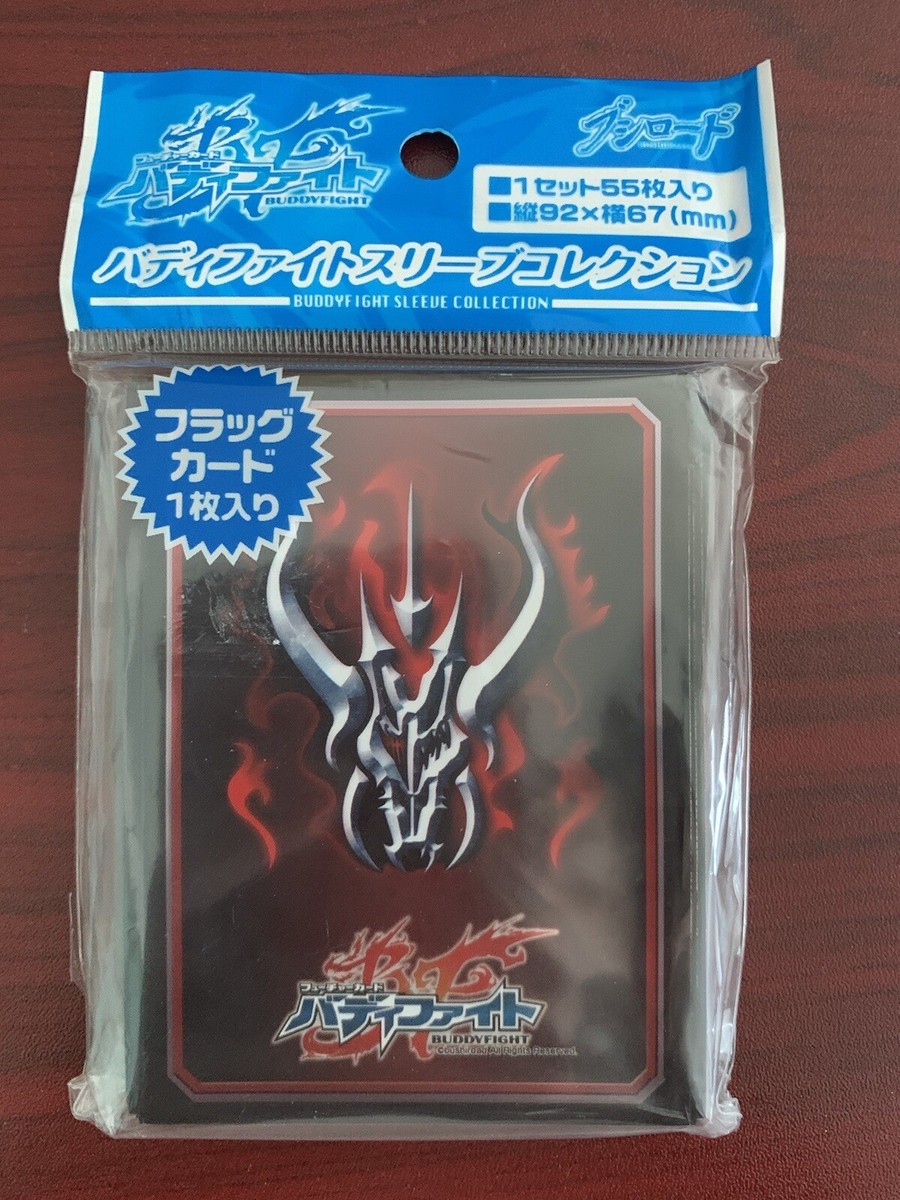 フューチャーカード
バディファイト
BUDDYFIGHT
ブシロード
■1セット55枚入り
■縦92×横67(mm)
バディファイトスリーブコレクション
BUDDYFIGHT SLEEVE COLLECTION
フラッグ
カード
1枚入り
フューチャーカード
バディファイト
BUDDYFIGHT
©bushiroad All Rights Reserved.